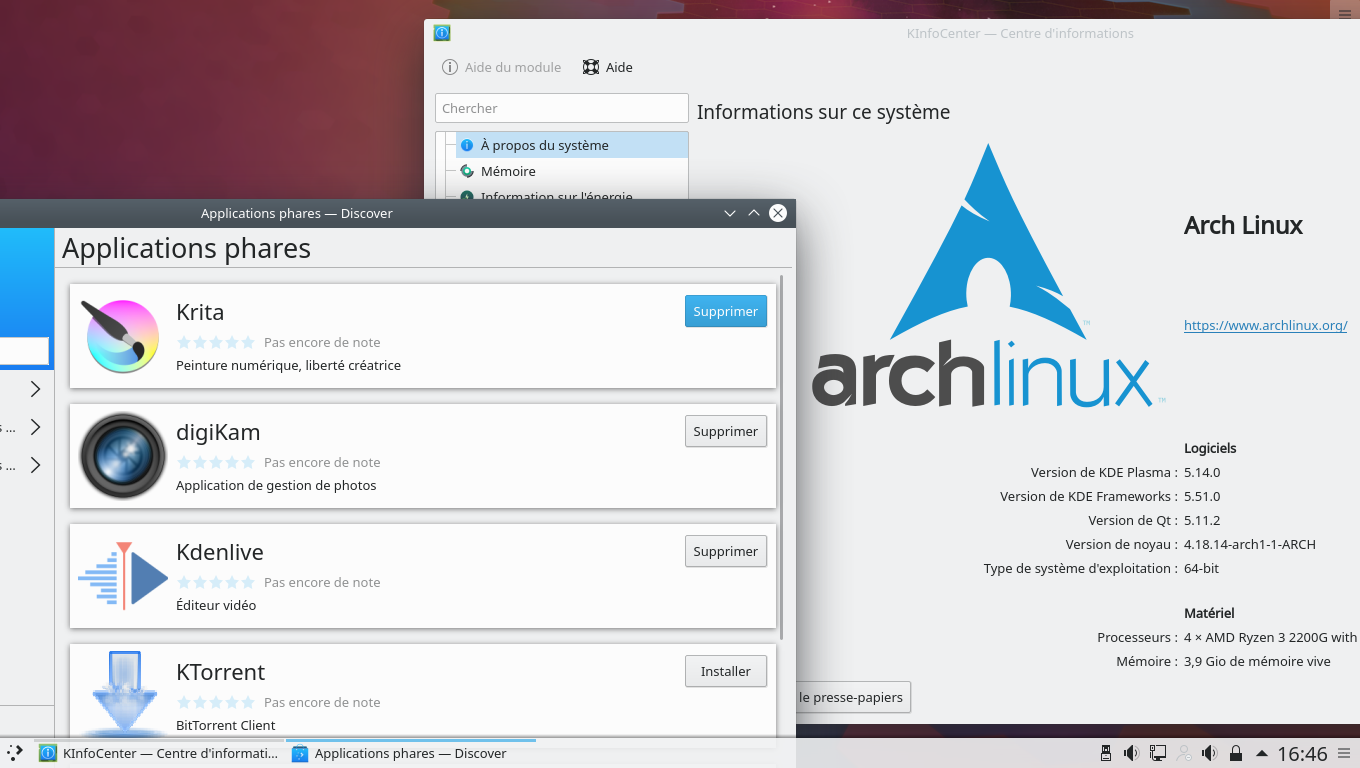 KInfoCenter — Centre d'informations
Aide du module
Aide
Chercher
Informations sur ce système
À propos du système
Mémoire
Information sur l'énergie
archlinux
™
™
Arch Linux
https://www.archlinux.org/
Logiciels
Version de KDE Plasma : 5.14.0
Version de KDE Frameworks : 5.51.0
Version de Qt : 5.11.2
Version de noyau : 4.18.14-arch1-1-ARCH
Type de système d'exploitation : 64-bit
Matériel
Processeurs : 4 × AMD Ryzen 3 2200G with
Mémoire : 3,9 Gio de mémoire vive
le presse-papiers
Applications phares — Discover
Applications phares
s ...
s ...
Krita
Pas encore de note
Peinture numérique, liberté créatrice
Supprimer
digiKam
Pas encore de note
Application de gestion de photos
Supprimer
Kdenlive
Pas encore de note
Éditeur vidéo
Supprimer
KTorrent
Pas encore de note
BitTorrent Client
Installer
KInfoCenter — Centre d'informati...
Applications phares — Discover
16:46